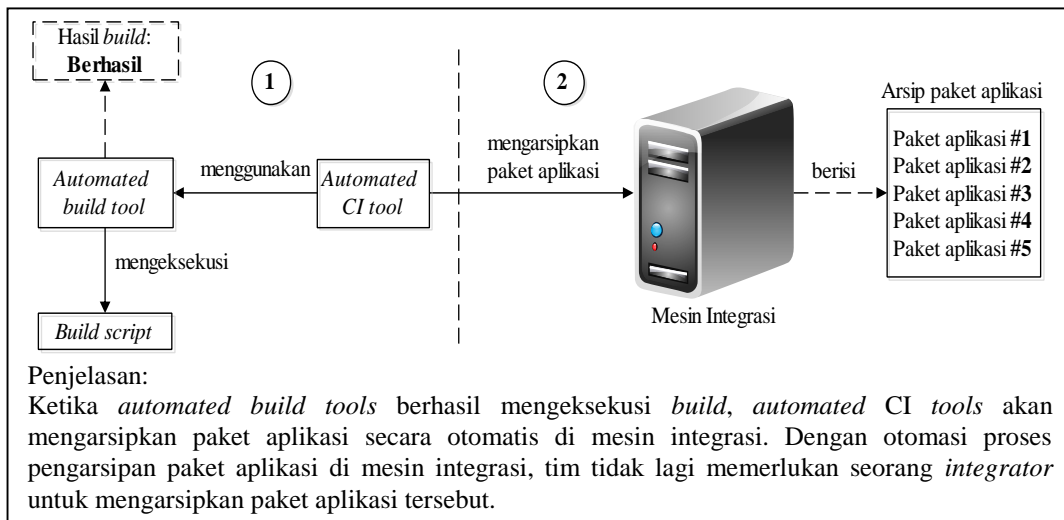 Hasil build:
Berhasil
1
2
Arsip paket aplikasi
Paket aplikasi #1
Paket aplikasi #2
Paket aplikasi #3
Paket aplikasi #4
Paket aplikasi #5
mengarsipkan
paket aplikasi
menggunakan
berisi
Automated
build tool
Automated
CI tool
mengeksekusi
Build script
Mesin Integrasi
Penjelasan:
Ketika automated build tools berhasil mengeksekusi build, automated CI tools akan
mengarsipkan paket aplikasi secara otomatis di mesin integrasi. Dengan otomasi proses
pengarsipan paket aplikasi di mesin integrasi, tim tidak lagi memerlukan seorang integrator
untuk mengarsipkan paket aplikasi tersebut.